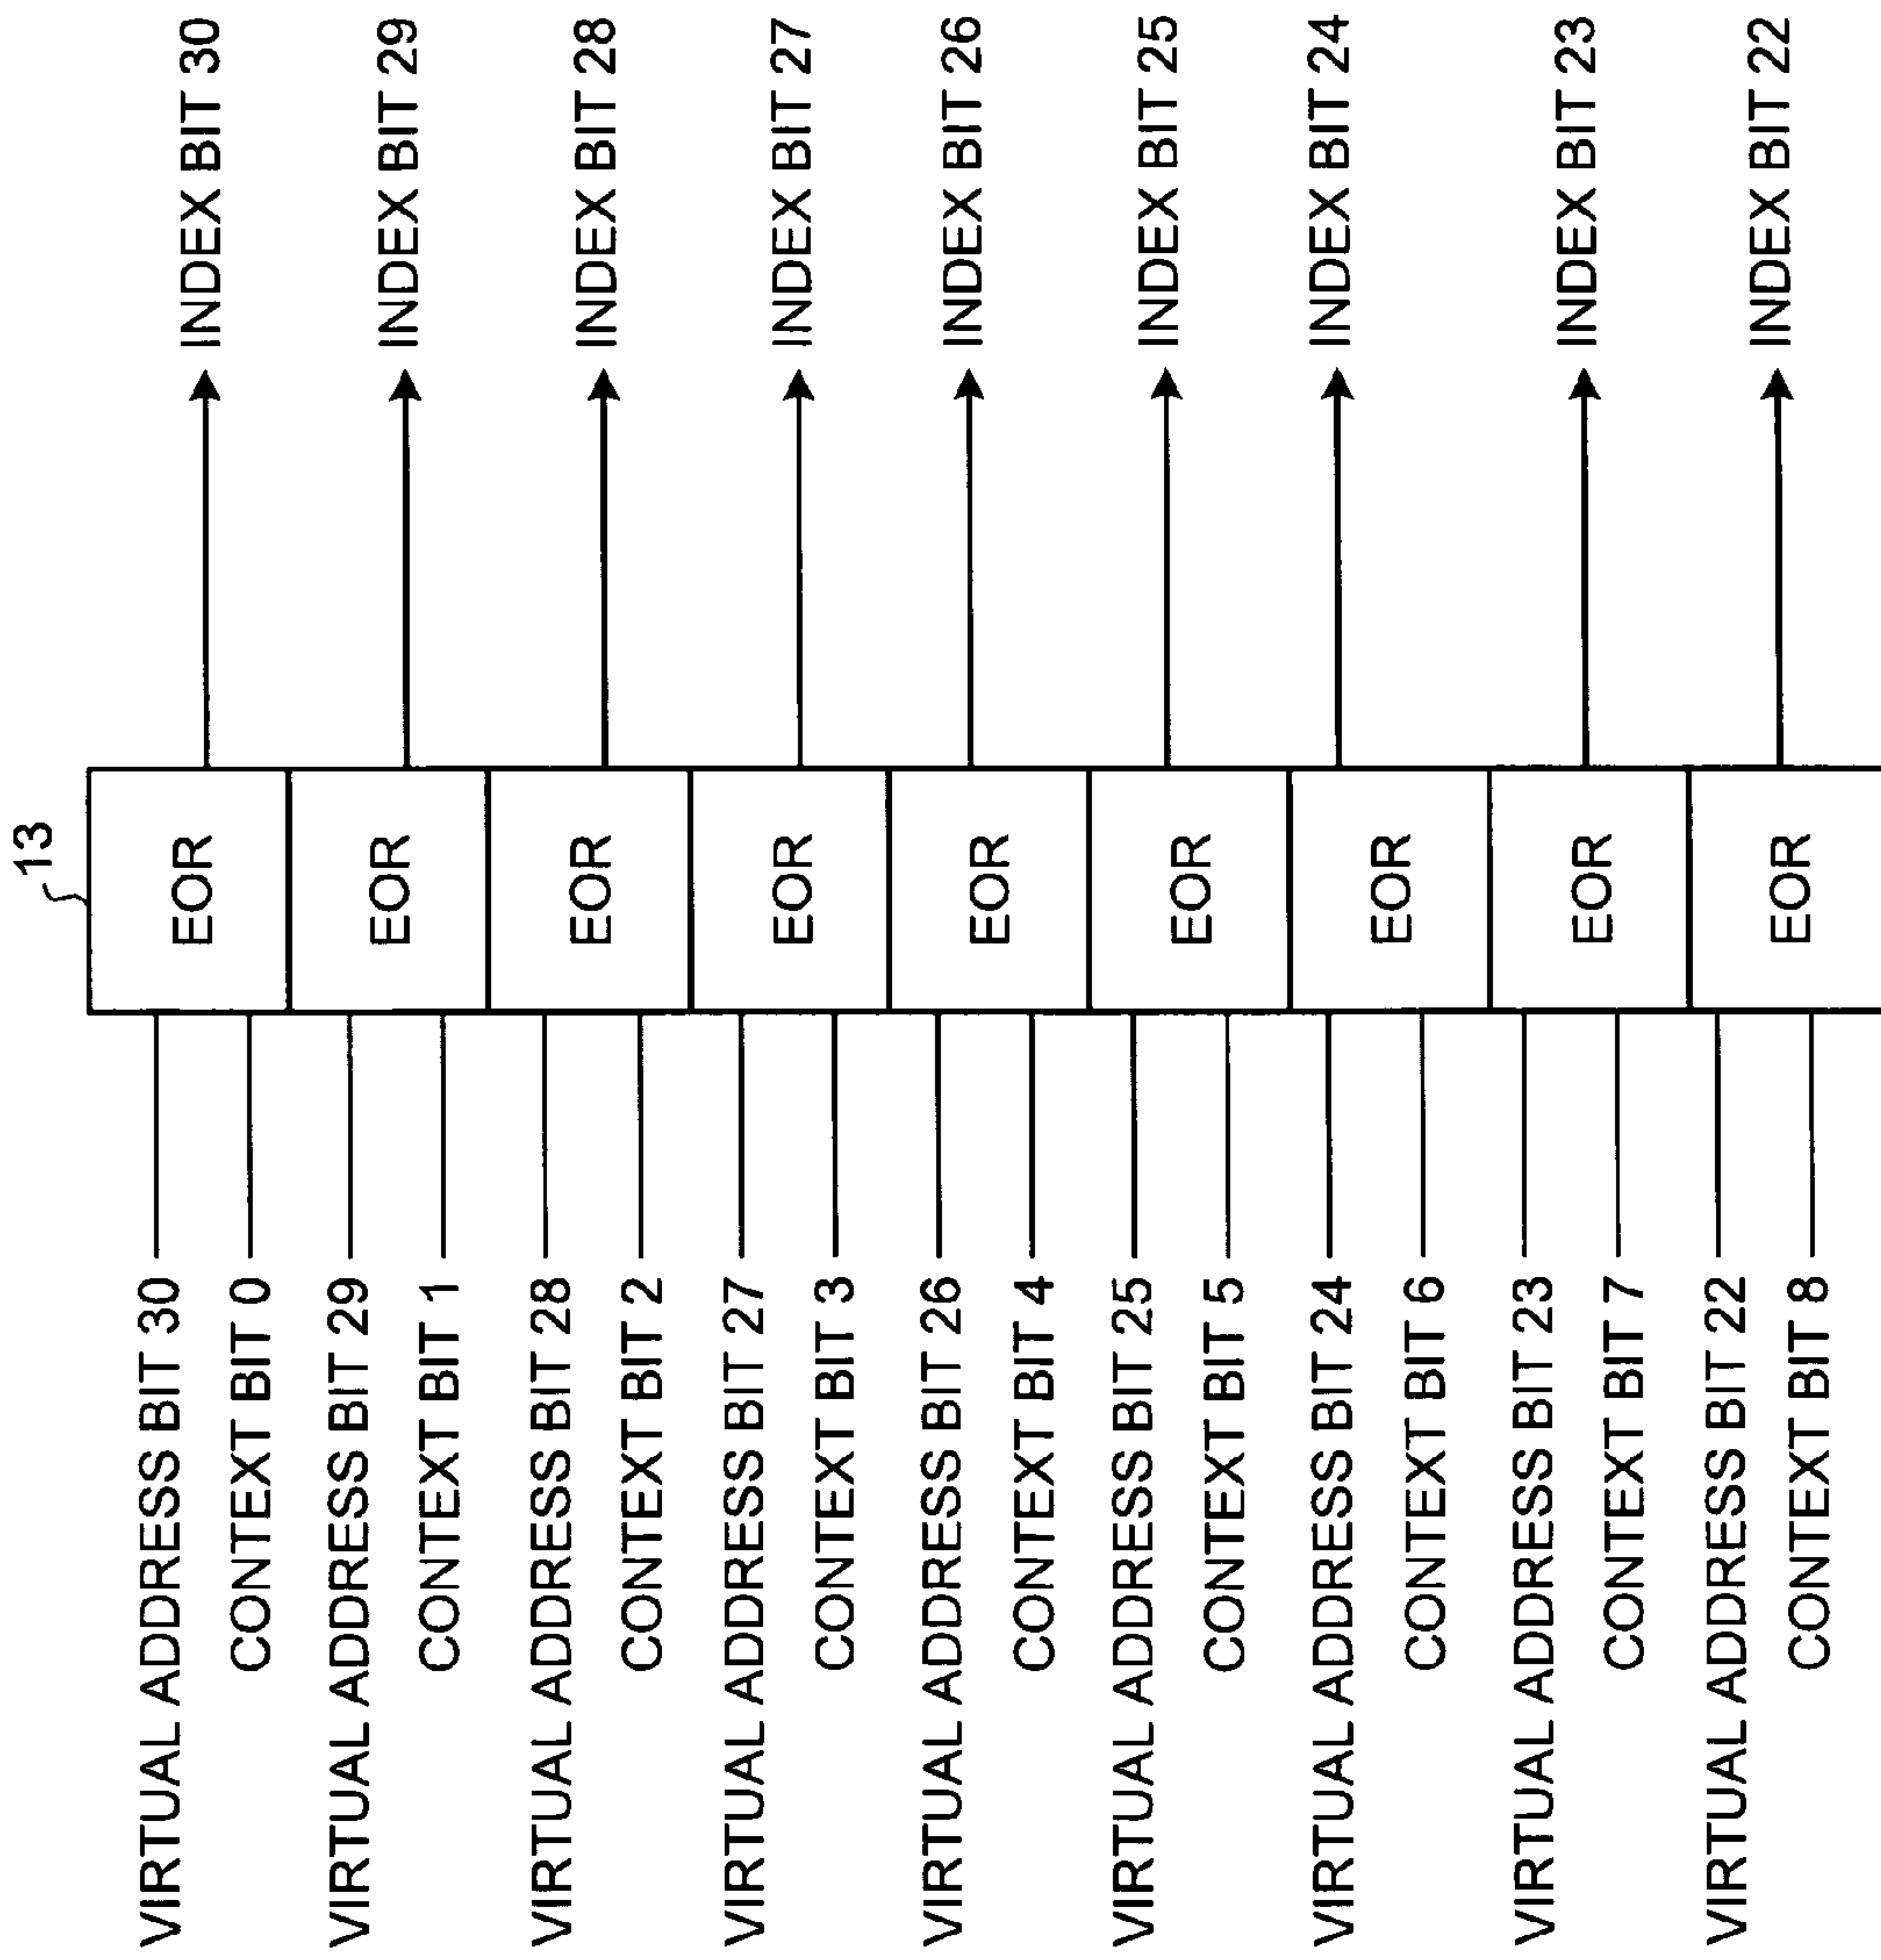 13
VIRTUAL ADDRESS BIT 30
CONTEXT BIT 0
EOR
INDEX BIT 30
VIRTUAL ADDRESS BIT 29
CONTEXT BIT 1
EOR
INDEX BIT 29
VIRTUAL ADDRESS BIT 28
CONTEXT BIT 2
EOR
INDEX BIT 28
VIRTUAL ADDRESS BIT 27
CONTEXT BIT 3
EOR
INDEX BIT 27
VIRTUAL ADDRESS BIT 26
CONTEXT BIT 4
EOR
INDEX BIT 26
VIRTUAL ADDRESS BIT 25
CONTEXT BIT 5
EOR
INDEX BIT 25
VIRTUAL ADDRESS BIT 24
CONTEXT BIT 6
EOR
INDEX BIT 24
VIRTUAL ADDRESS BIT 23
CONTEXT BIT 7
EOR
INDEX BIT 23
VIRTUAL ADDRESS BIT 22
CONTEXT BIT 8
EOR
INDEX BIT 22